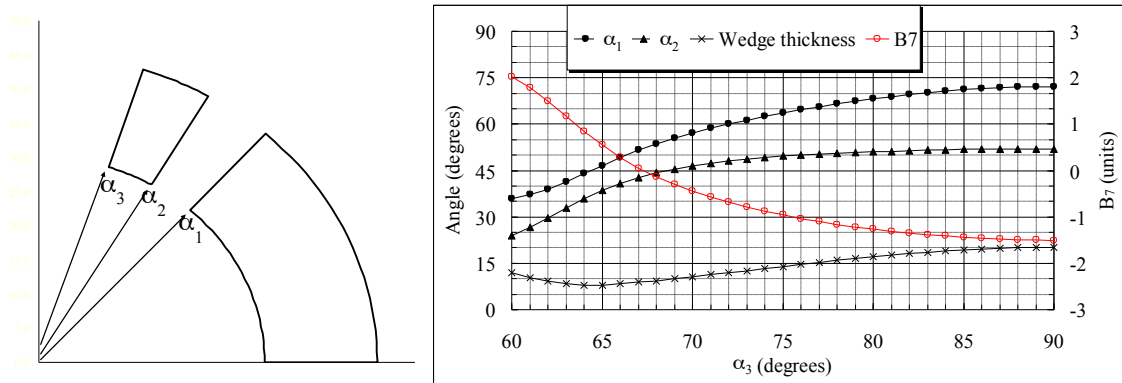 α3
α2
α1
α1 α2 Wedge thickness B7
Angle (degrees)
90
75
60
45
30
15
0
3
2
1
0
-1
-2
-3
B7 (units)
60 65 70 75 80 85 90
α3 (degrees)